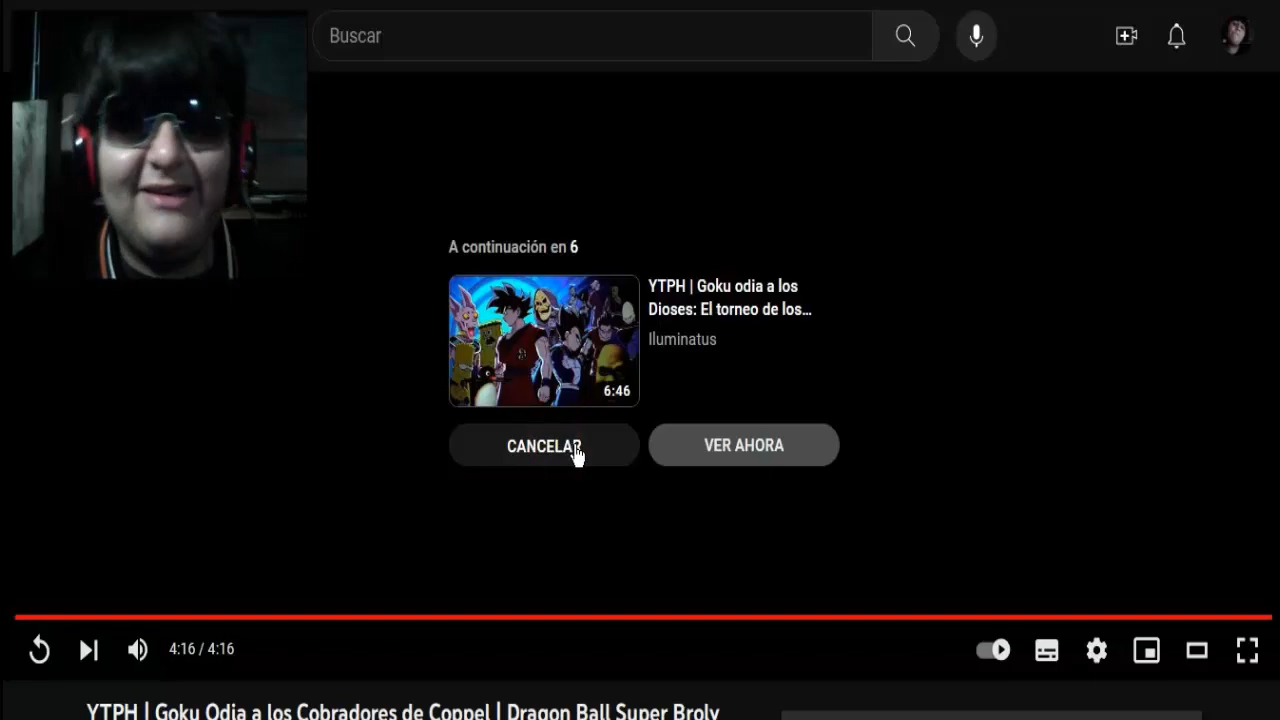 Buscar
A continuación en 6
YTPH | Goku odia a los
Dioses: El torneo de los…
Iluminatus
6:46
CANCELAR
VER AHORA
4:16 / 4:16
YTPH | Goku Odia a los Cobradores de Coppel | Dragon Ball Super Broly